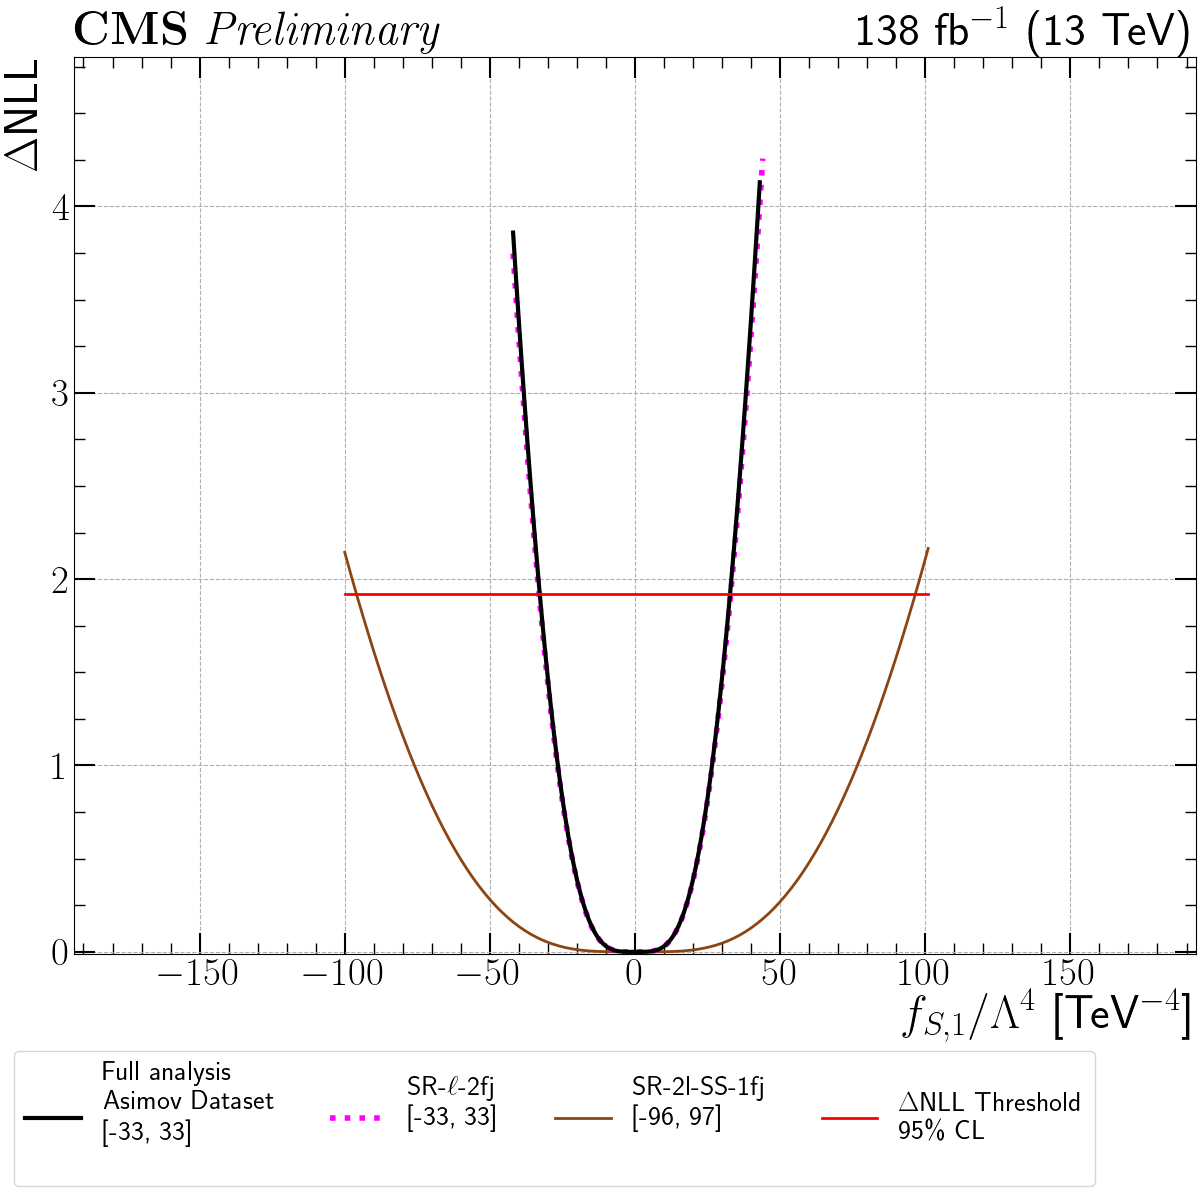 CMS Preliminary
138 fb⁻¹ (13 TeV)
ΔNLL
4
3
2
1
0
−150 −100 −50 0 50 100 150
f_{S,1}/Λ⁴ [TeV⁻⁴]
Full analysis
Asimov Dataset
[-33, 33]
SR-ℓ-2fj
[-33, 33]
SR-2l-SS-1fj
[-96, 97]
ΔNLL Threshold
95% CL